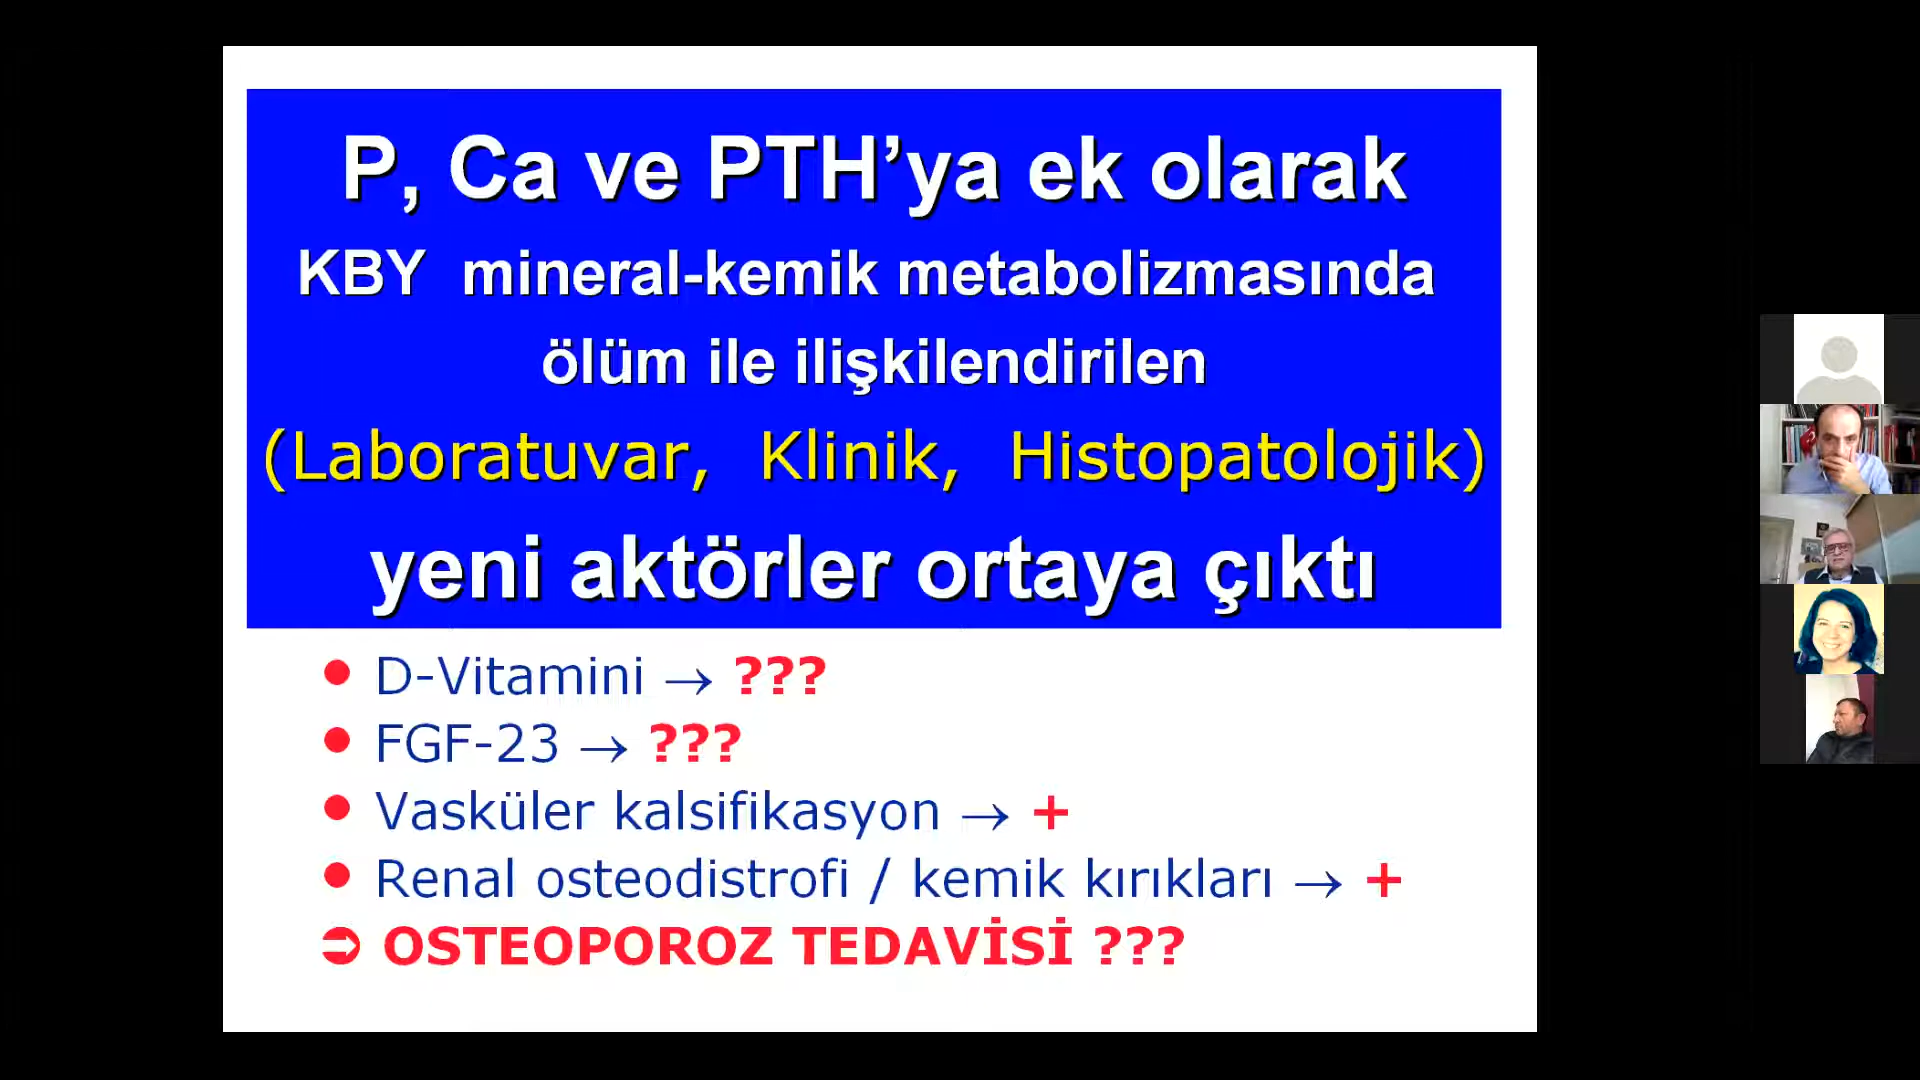 P, Ca ve PTH’ya ek olarak
KBY mineral-kemik metabolizmasında
ölüm ile ilişkilendirilen
(Laboratuvar, Klinik, Histopatolojik)
yeni aktörler ortaya çıktı
• D-Vitamini → ???
• FGF-23 → ???
• Vasküler kalsifikasyon → +
• Renal osteodistrofi / kemik kırıkları → +
➲ OSTEOPOROZ TEDAVİSİ ???